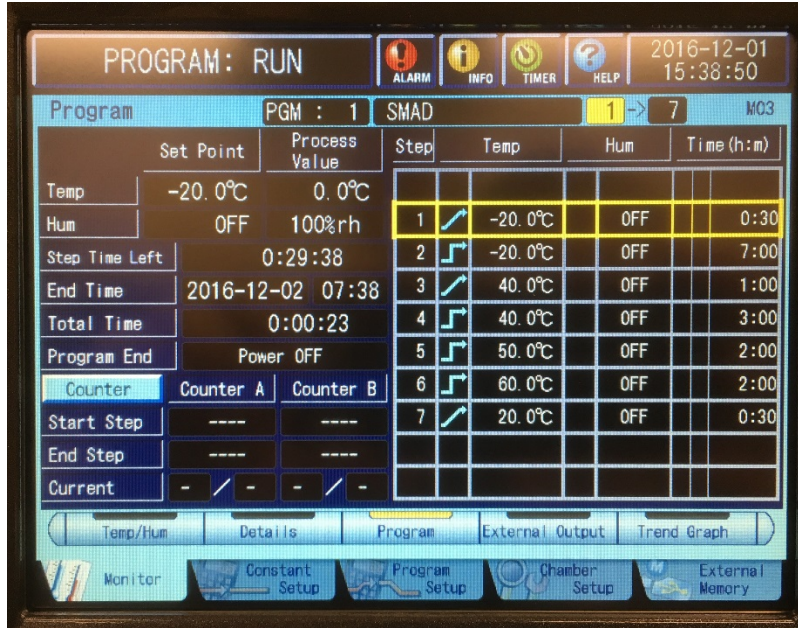 PROGRAM: RUN
ALARM
INFO
TIMER
HELP
2016-12-01
15:38:50
Program
PGM : 1 SMAD
1 -> 7
M03
Set Point Process Value
Temp -20.0℃ 0.0℃
Hum OFF 100%rh
Step Time Left 0:29:38
End Time 2016-12-02 07:38
Total Time 0:00:23
Program End Power OFF
Counter Counter A Counter B
Start Step ---- ----
End Step ---- ----
Current - / - - / -
Step Temp Hum Time(h:m)
1 -20.0℃ OFF 0:30
2 -20.0℃ OFF 7:00
3 40.0℃ OFF 1:00
4 40.0℃ OFF 3:00
5 50.0℃ OFF 2:00
6 60.0℃ OFF 2:00
7 20.0℃ OFF 0:30
Temp/Hum Details Program External Output Trend Graph
Monitor
Constant Setup
Program Setup
Chamber Setup
External Memory